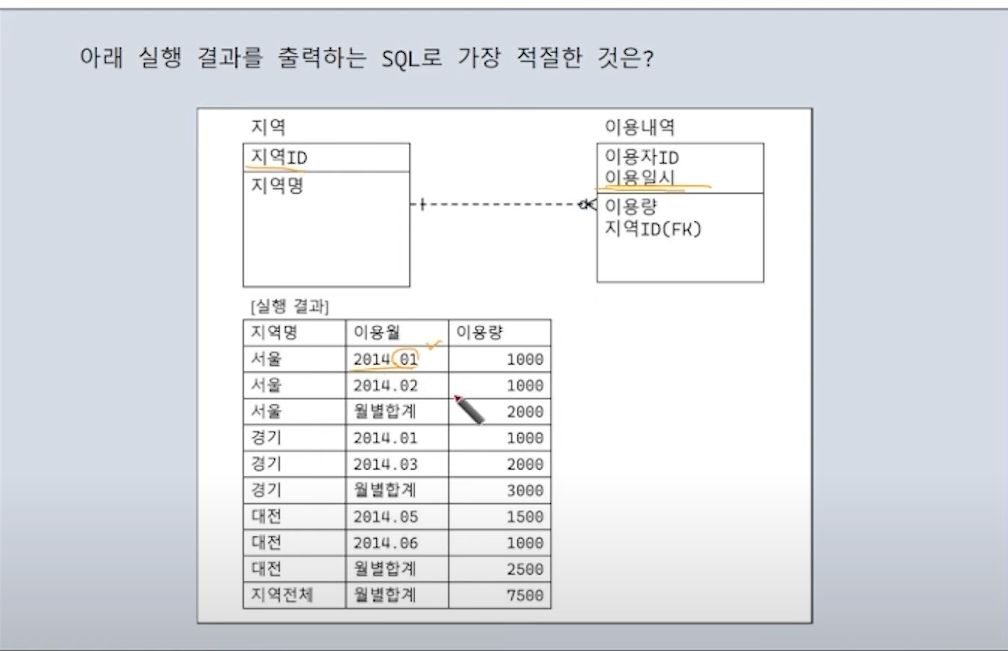 아래 실행 결과를 출력하는 SQL로 가장 적절한 것은?
지역
지역ID
지역명
이용내역
이용자ID
이용일시
이용량
지역ID(FK)
[실행 결과]
지역명 이용월 이용량
서울 2014.01 1000
서울 2014.02 1000
서울 월별합계 2000
경기 2014.01 1000
경기 2014.03 2000
경기 월별합계 3000
대전 2014.05 1500
대전 2014.06 1000
대전 월별합계 2500
지역전체 월별합계 7500